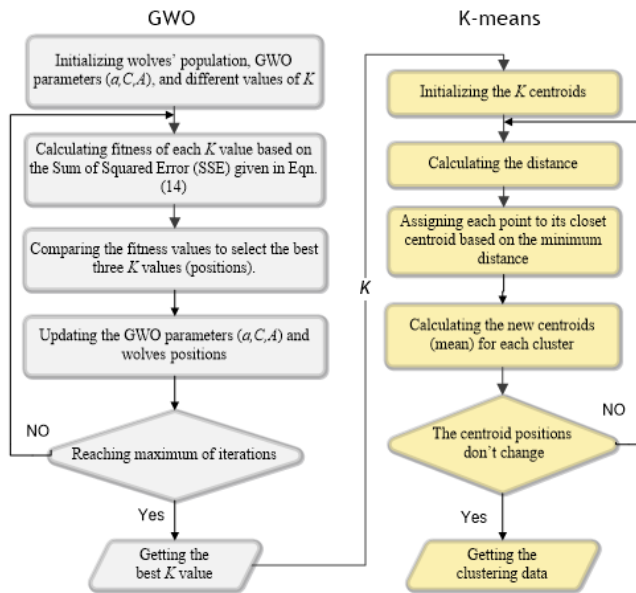 GWO
Initializing wolves' population, GWO
parameters (a,C,A), and different values of K
Calculating fitness of each K value based on
the Sum of Squared Error (SSE) given in Eqn.
(14)
Comparing the fitness values to select the best
three K values (positions).
Updating the GWO parameters (a,C,A) and
wolves positions
NO
Reaching maximum of iterations
Yes
Getting the
best K value
K
K-means
Initializing the K centroids
Calculating the distance
Assigning each point to its closet
centroid based on the minimum
distance
Calculating the new centroids
(mean) for each cluster
NO
The centroid positions
don't change
Yes
Getting the
clustering data